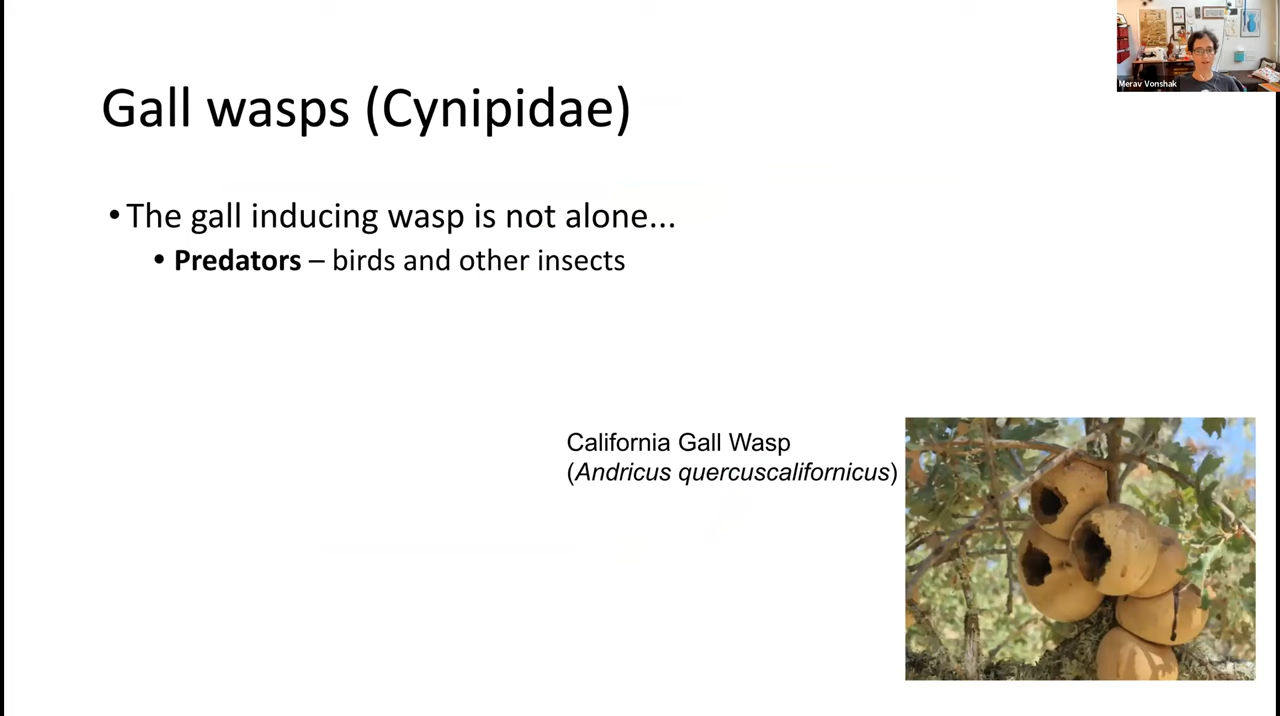 Merav Vonshak
Gall wasps (Cynipidae)
• The gall inducing wasp is not alone...
• Predators – birds and other insects
California Gall Wasp
(Andricus quercuscalifornicus)